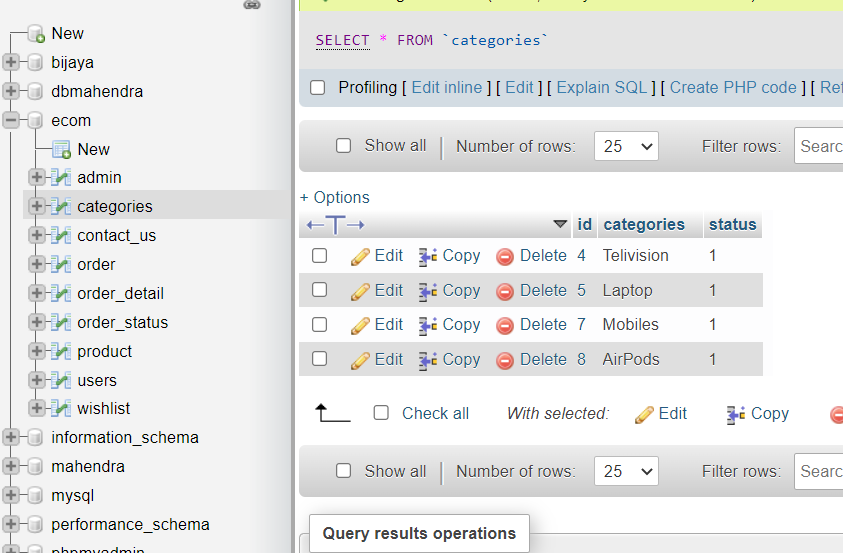 New
bijaya
dbmahendra
ecom
New
admin
categories
contact_us
order
order_detail
order_status
product
users
wishlist
information_schema
mahendra
mysql
performance_schema
phpmyadmin
SELECT * FROM `categories`
Profiling [ Edit inline ] [ Edit ] [ Explain SQL ] [ Create PHP code ] [ Ref
Show all | Number of rows: 25 Filter rows: Searc
+ Options
id categories status
Edit Copy Delete 4 Telivision 1
Edit Copy Delete 5 Laptop 1
Edit Copy Delete 7 Mobiles 1
Edit Copy Delete 8 AirPods 1
Check all With selected: Edit Copy
Show all | Number of rows: 25 Filter rows: Searc
Query results operations